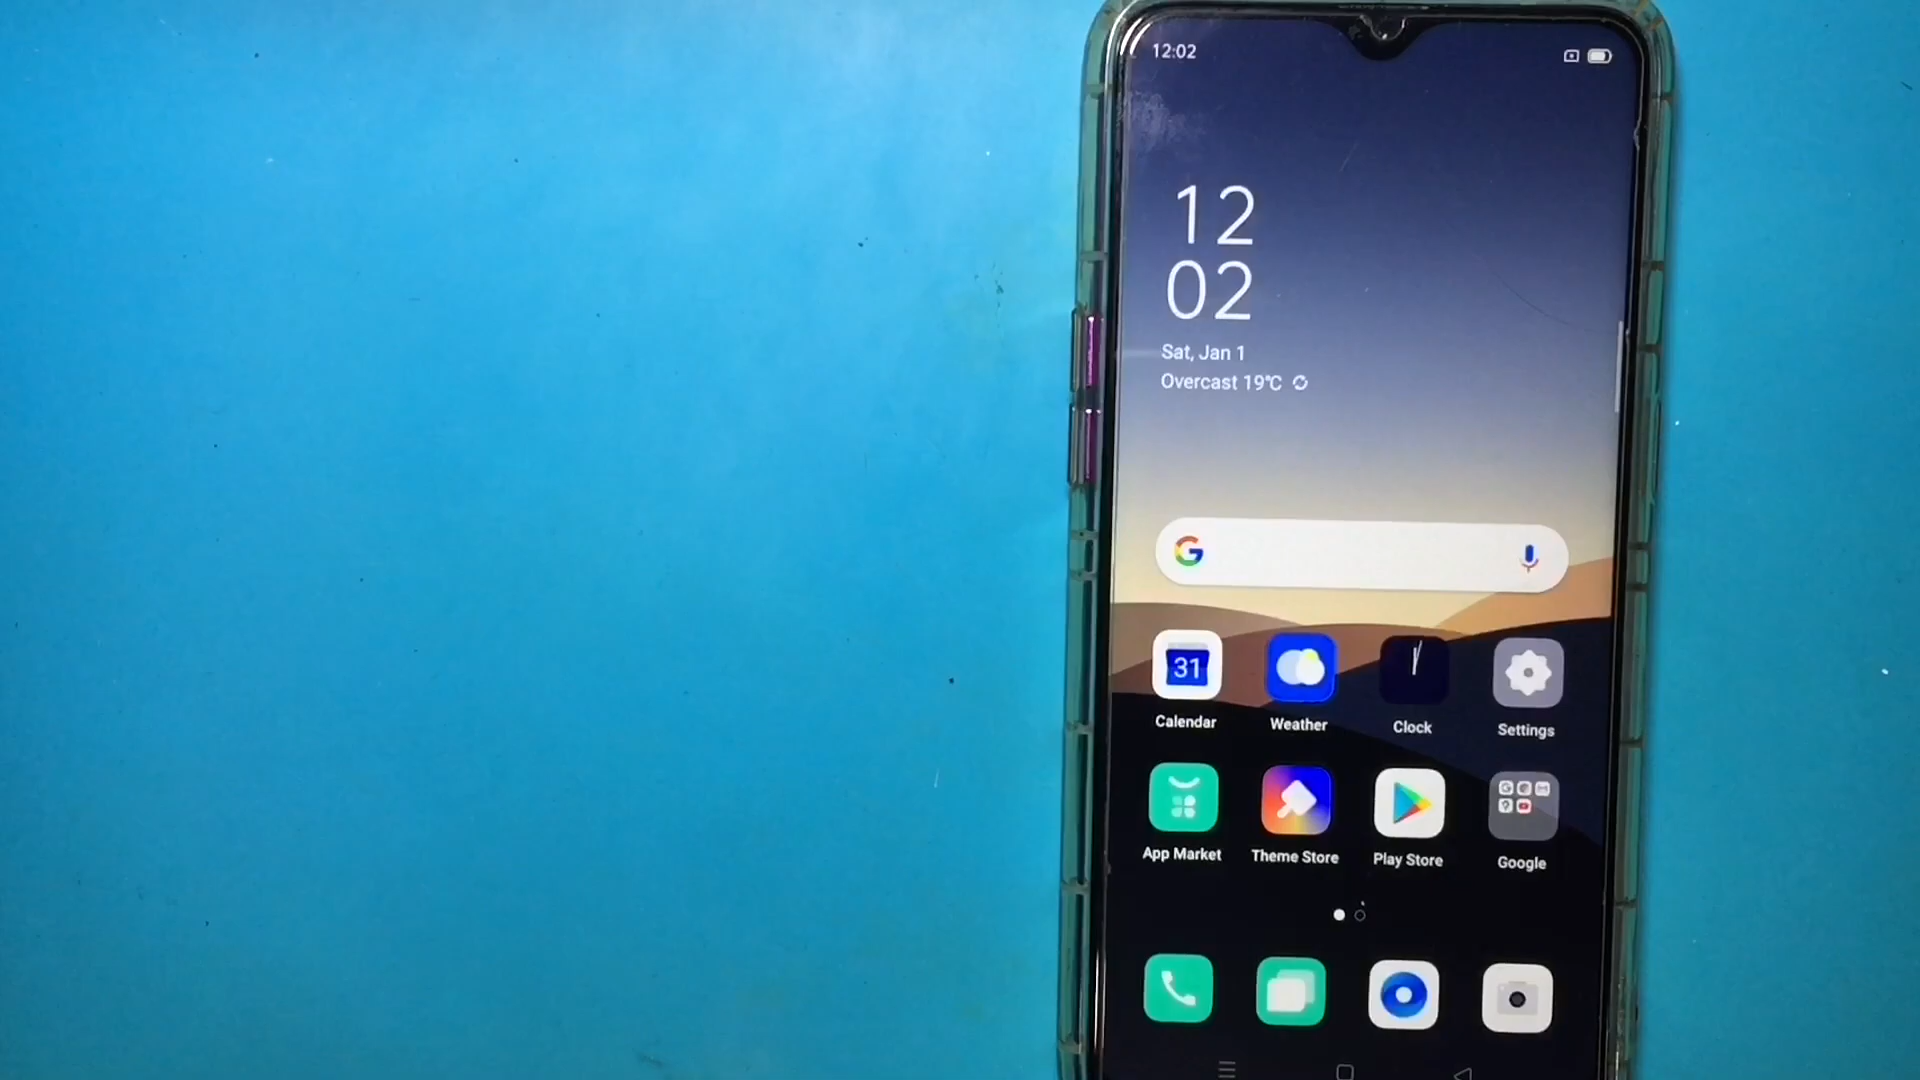 12:02
12
02
Sat, Jan 1
Overcast 19℃
G
31
Calendar
Weather
Clock
Settings
App Market
Theme Store
Play Store
Google